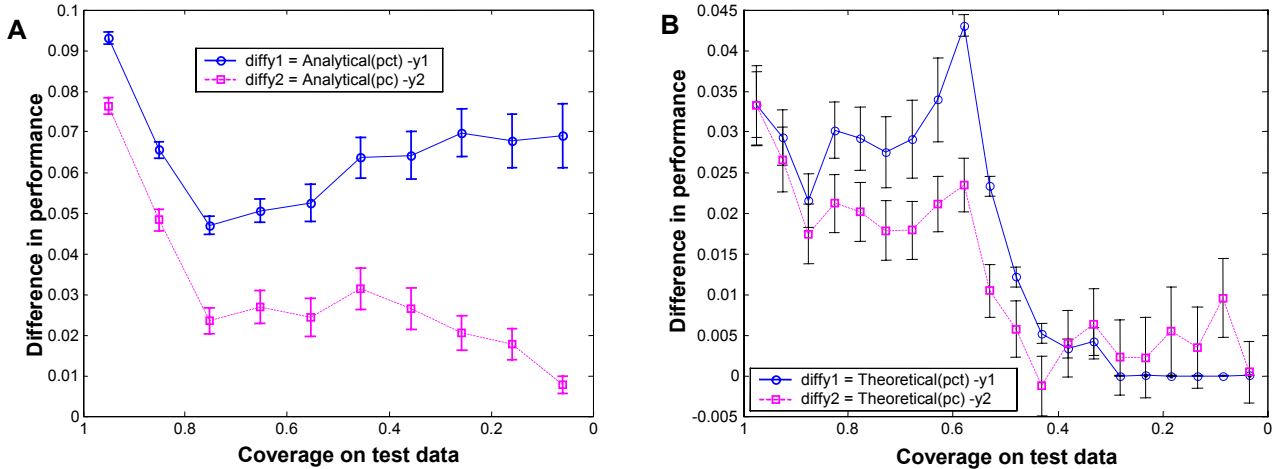 A
0.1
0.09
0.08
0.07
0.06
0.05
0.04
0.03
0.02
0.01
0
Difference in performance
diffy1 = Analytical(pct) -y1
diffy2 = Analytical(pc) -y2
1 0.8 0.6 0.4 0.2 0
Coverage on test data
B
0.045
0.04
0.035
0.03
0.025
0.02
0.015
0.01
0.005
0
-0.005
Difference in performance
diffy1 = Theoretical(pct) -y1
diffy2 = Theoretical(pc) -y2
1 0.8 0.6 0.4 0.2 0
Coverage on test data